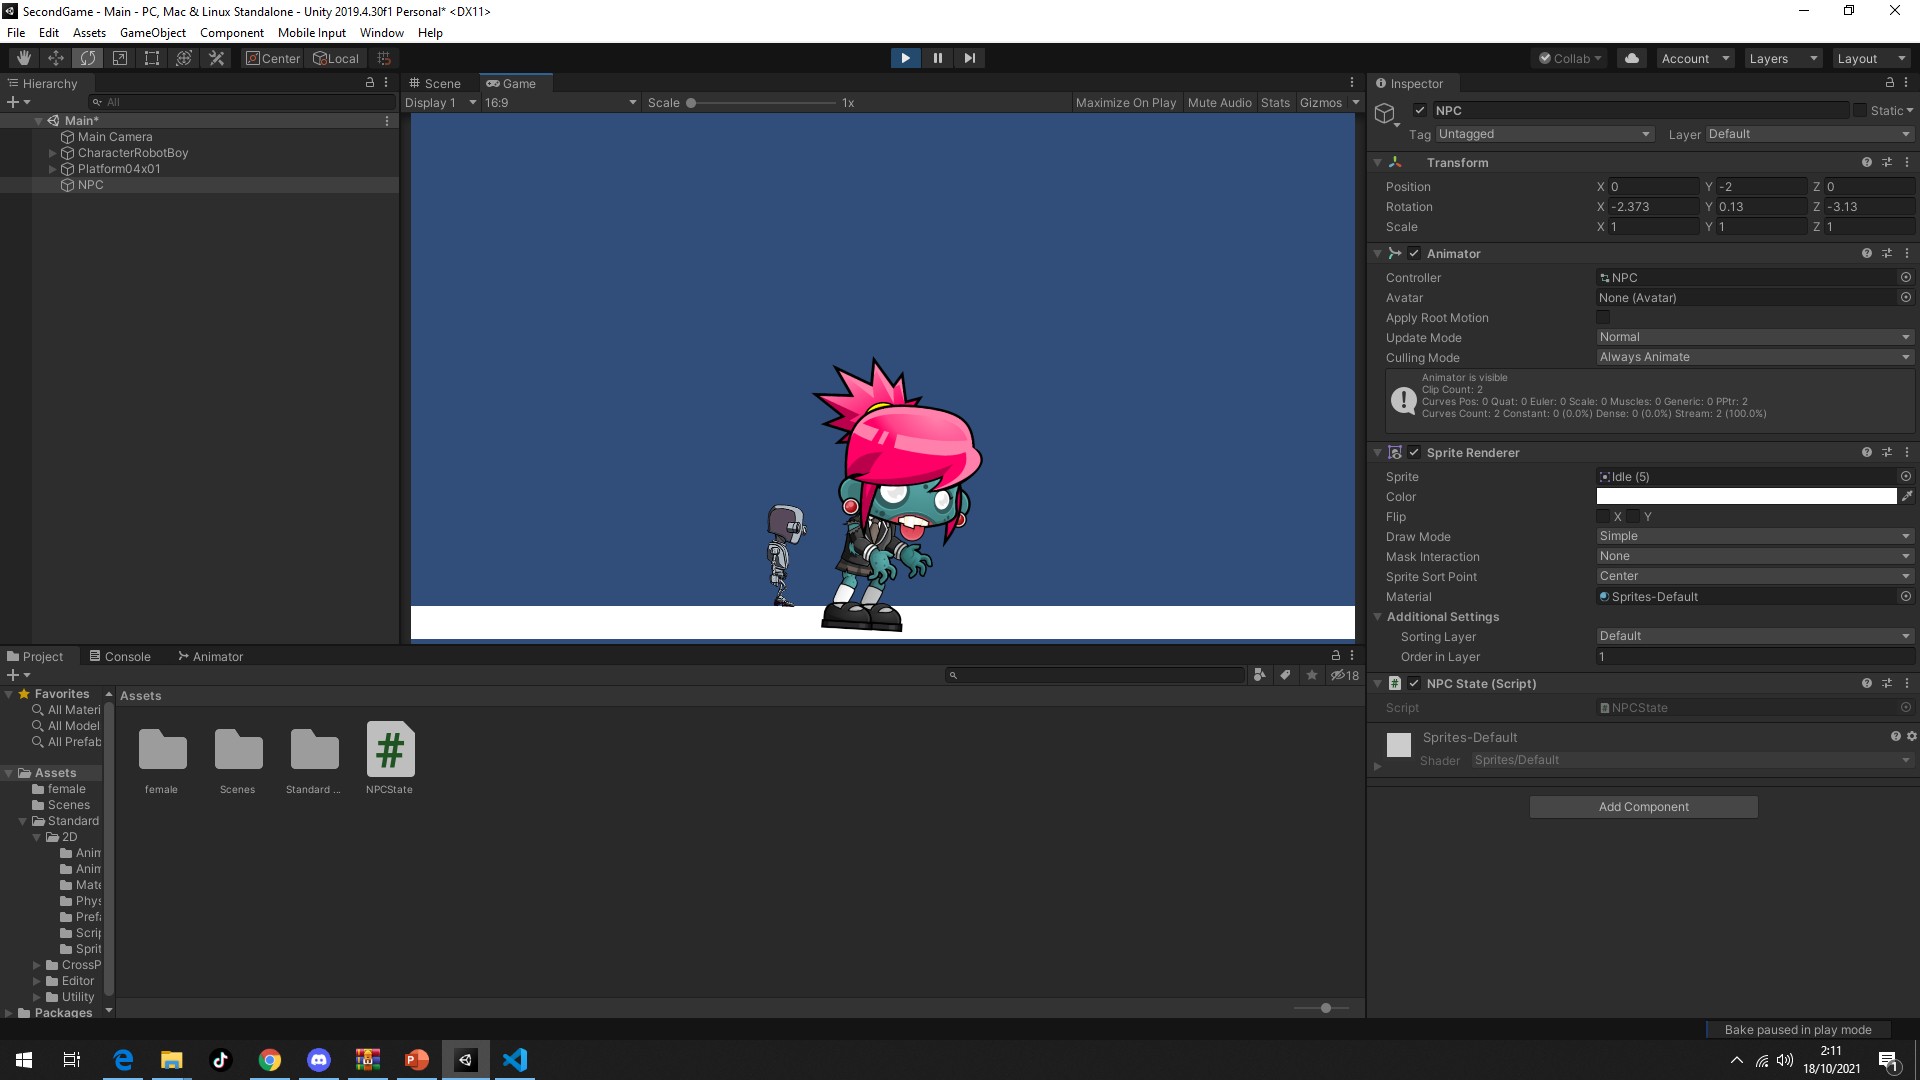 SecondGame - Main - PC, Mac & Linux Standalone - Unity 2019.4.30f1 Personal* <DX11>
File Edit Assets GameObject Component Mobile Input Window Help
Center Local Collab Account Layers Layout
Hierarchy
All
Main*
Main Camera
CharacterRobotBoy
Platform04x01
NPC
Scene Game
Display 1 16:9 Scale 1x Maximize On Play Mute Audio Stats Gizmos
Inspector
NPC Static
Tag Untagged Layer Default
Transform
Position X 0 Y -2 Z 0
Rotation X -2.373 Y 0.13 Z -3.13
Scale X 1 Y 1 Z 1
Animator
Controller NPC
Avatar None (Avatar)
Apply Root Motion
Update Mode Normal
Culling Mode Always Animate
Animator is visible
Clip Count: 2
Curves Pos: 0 Quat: 0 Euler: 0 Scale: 0 Muscles: 0 Generic: 0 PPtr: 2
Curves Count: 2 Constant: 0 (0.0%) Dense: 0 (0.0%) Stream: 2 (100.0%)
Sprite Renderer
Sprite Idle (5)
Color
Flip X Y
Draw Mode Simple
Mask Interaction None
Sprite Sort Point Center
Material Sprites-Default
Additional Settings
Sorting Layer Default
Order in Layer 1
NPC State (Script)
Script NPCState
Sprites-Default
Shader Sprites/Default
Add Component
Project Console Animator
18
Favorites
All Materi
All Model
All Prefab
Assets
female
Scenes
Standard
2D
Anim
Anim
Mate
Phys
Prefa
Scrip
Sprit
CrossP
Editor
Utility
Packages
Assets
female Scenes Standard ... NPCState
Bake paused in play mode
2:11
18/10/2021
1